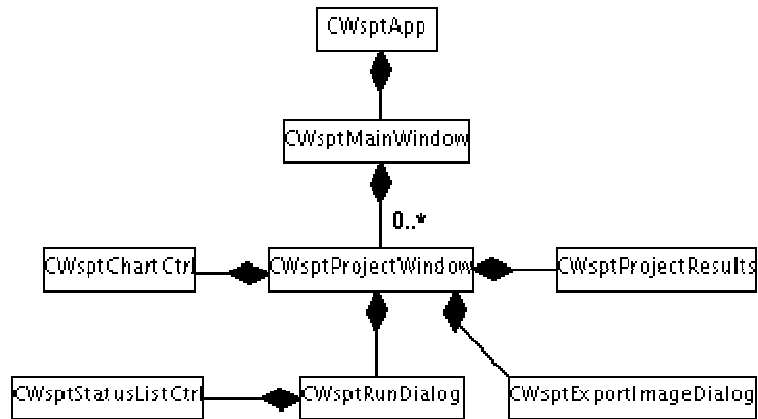 CWsptApp
CWsptMainWindow
0..*
CWsptChartCtrl
CWsptProjectWindow
CWsptProjectResults
CWsptStatusListCtrl
CWsptRunDialog
CWsptExportImageDialog